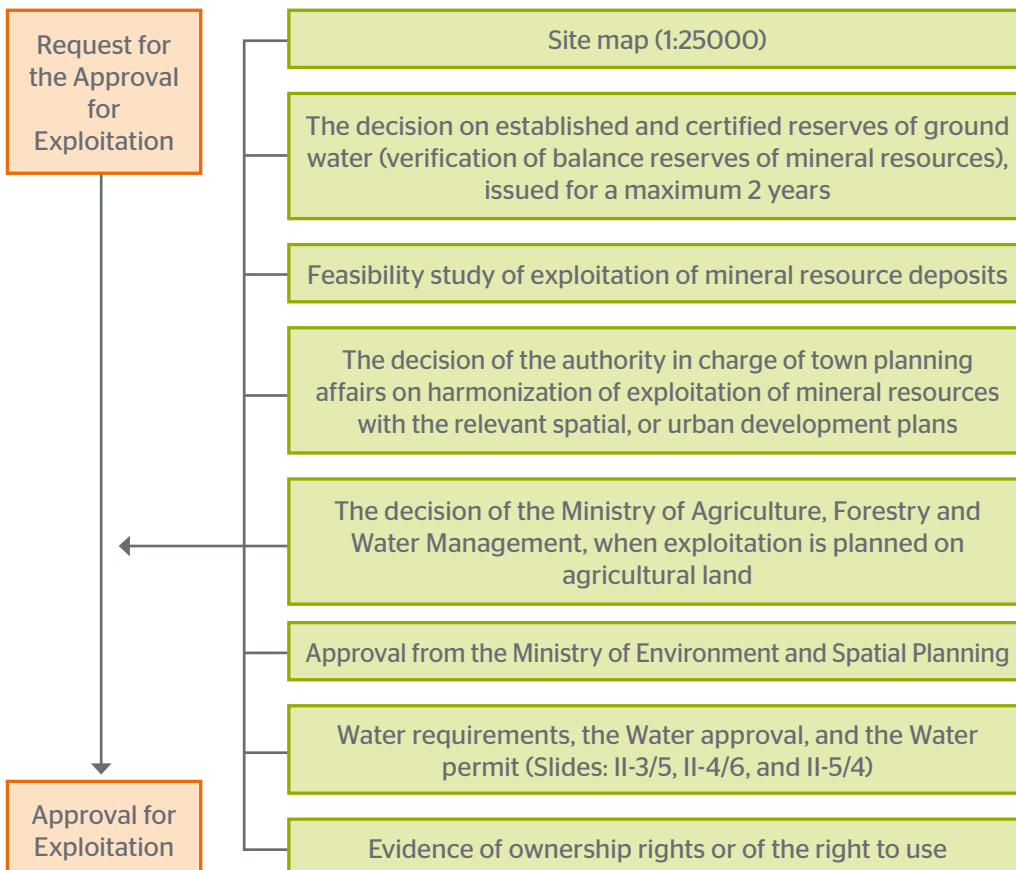 Request for
the Approval
for
Exploitation
Site map (1:25000)
The decision on established and certified reserves of ground
water (verification of balance reserves of mineral resources),
issued for a maximum 2 years
Feasibility study of exploitation of mineral resource deposits
The decision of the authority in charge of town planning
affairs on harmonization of exploitation of mineral resources
with the relevant spatial, or urban development plans
The decision of the Ministry of Agriculture, Forestry and
Water Management, when exploitation is planned on
agricultural land
Approval from the Ministry of Environment and Spatial Planning
Water requirements, the Water approval, and the Water
permit (Slides: II-3/5, II-4/6, and II-5/4)
Evidence of ownership rights or of the right to use
Approval for
Exploitation